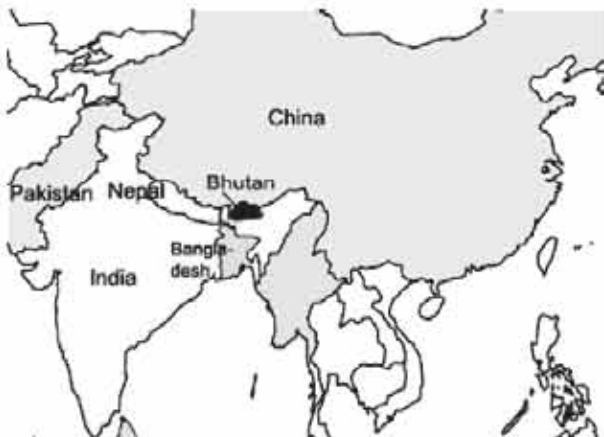 China
Bhutan
Pakistan
Nepal
Bangla-
desh
India